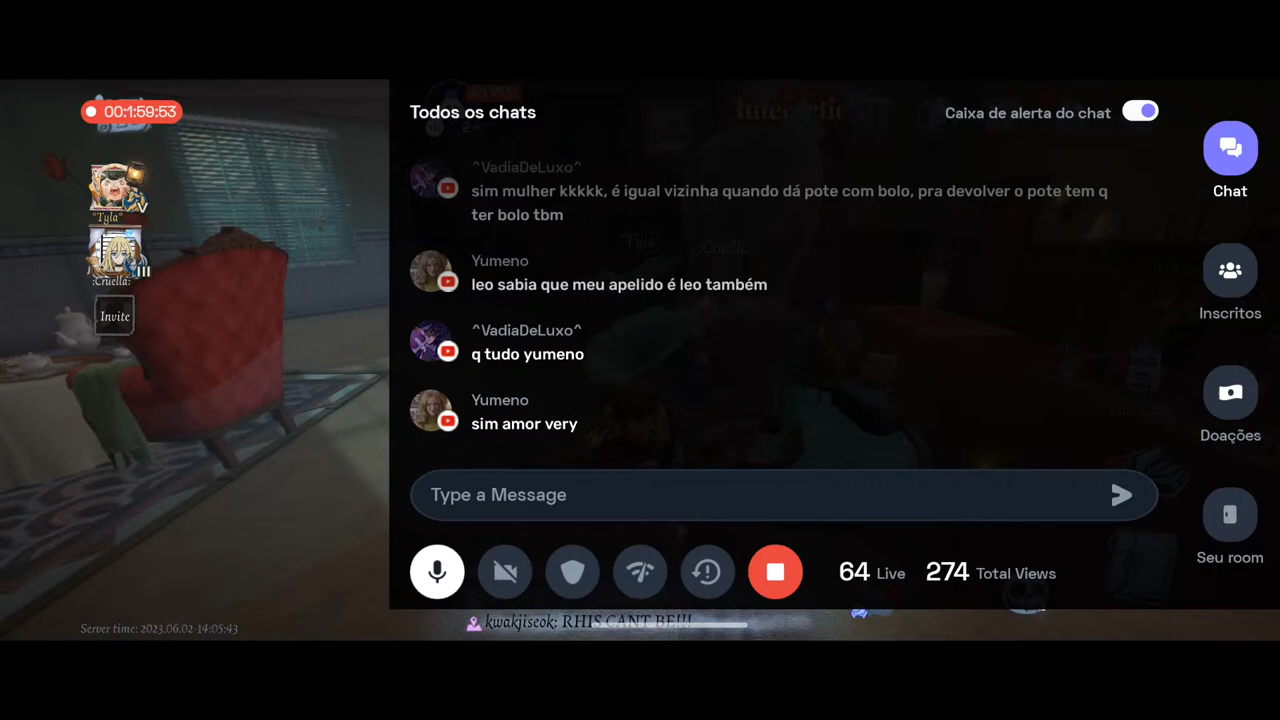 00:1:59:53
Todos os chats
Caixa de alerta do chat
^VadiaDeLuxo^
sim mulher kkkkk, é igual vizinha quando dá pote com bolo, pra devolver o pote tem q
ter bolo tbm
Yumeno
leo sabia que meu apelido é leo também
^VadiaDeLuxo^
q tudo yumeno
Yumeno
sim amor very
Type a Message
64 Live 274 Total Views
Chat
Inscritos
Doações
Seu room
V
"Tyla"
III
:Cruella:
Invite
"Tyla"
:Cruella:
Server time: 2023.06.02-14:05:43
kwakjiseok: RHIS CANT BE!!!